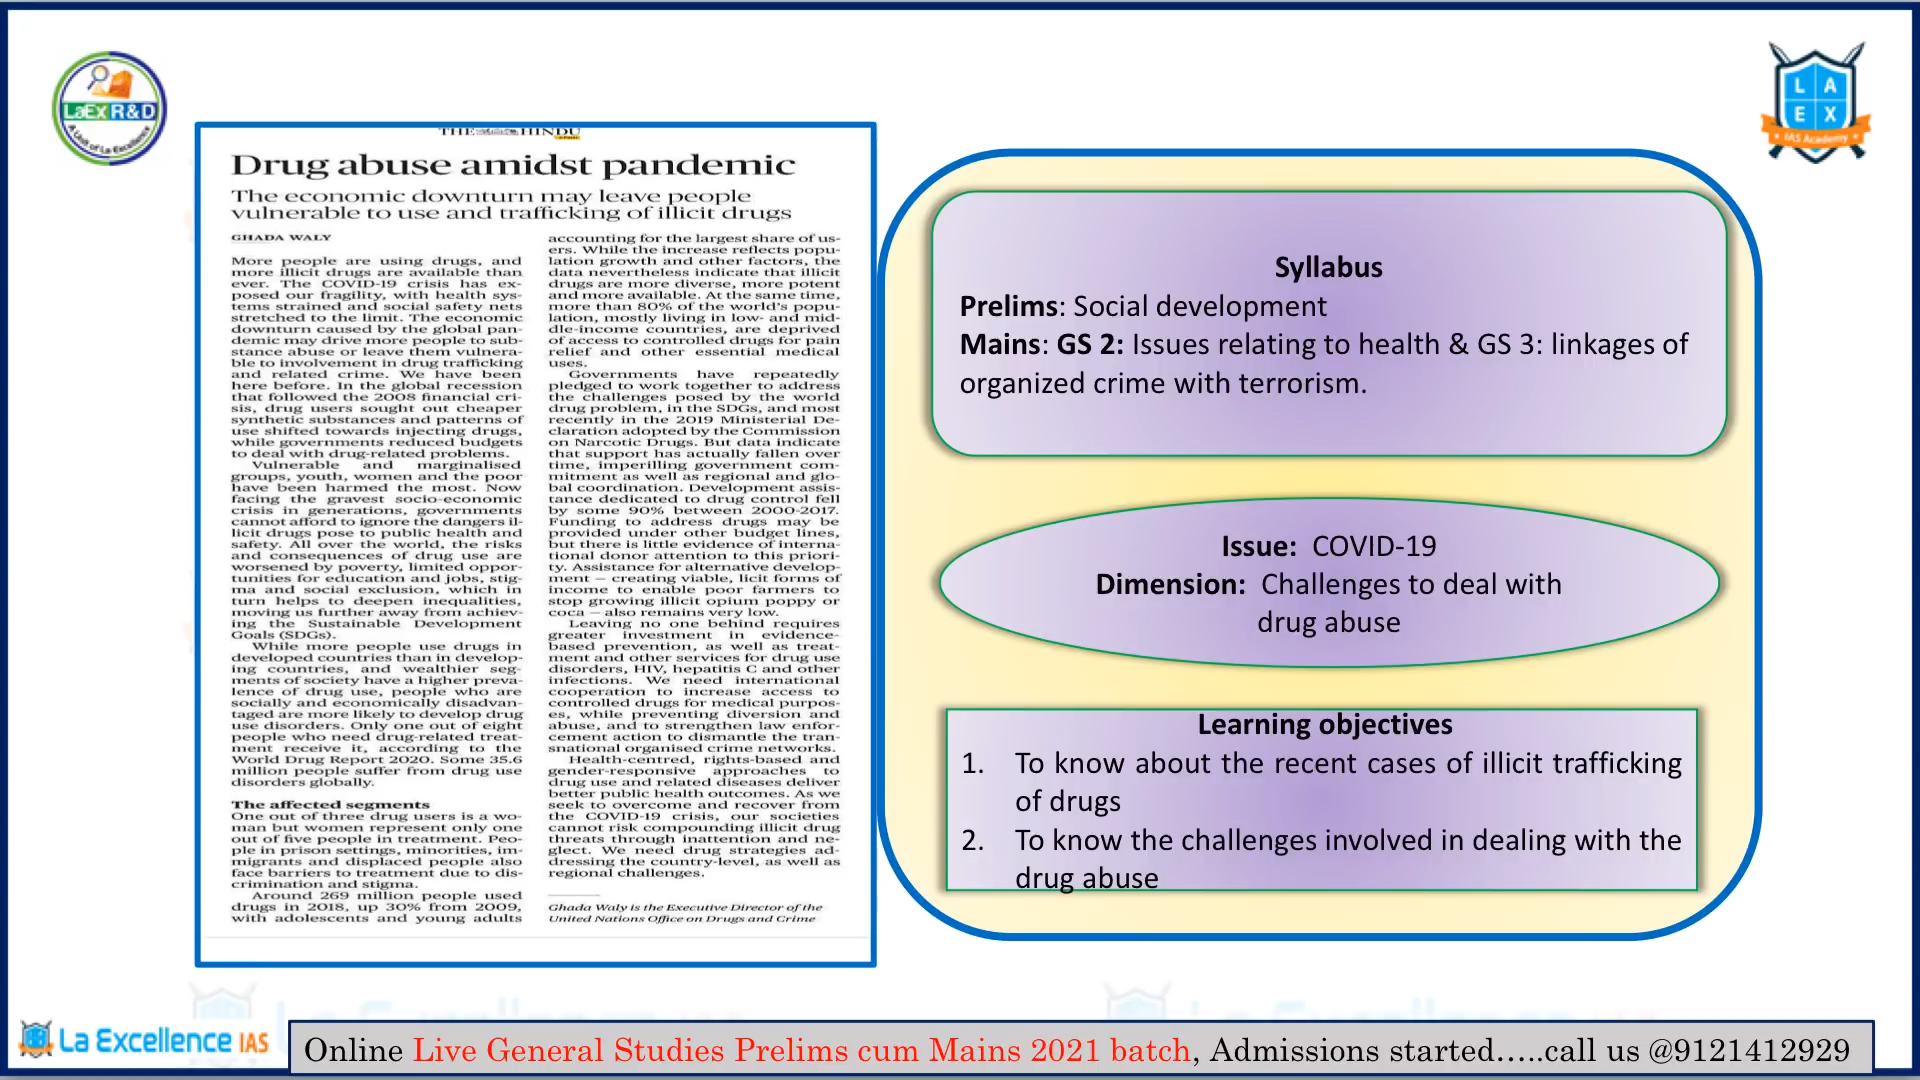 LaEx R&D
A Unit of La Excellence
L A
E X
IAS Academy
THE HINDU
Drug abuse amidst pandemic
The economic downturn may leave people
vulnerable to use and trafficking of illicit drugs
GHADA WALY
More people are using drugs, and
more illicit drugs are available than
ever. The COVID-19 crisis has ex-
posed our fragility, with health sys-
tems strained and social safety nets
stretched to the limit. The economic
downturn caused by the global pan-
demic may drive more people to sub-
stance abuse or leave them vulnera-
ble to involvement in drug trafficking
and related crime. We have been
here before. In the global recession
that followed the 2008 financial cri-
sis, drug users sought out cheaper
synthetic substances and patterns of
use shifted towards injecting drugs,
while governments reduced budgets
to deal with drug-related problems.
Vulnerable and marginalised
groups, youth, women and the poor
have been harmed the most. Now
facing the gravest socio-economic
crisis in generations, governments
cannot afford to ignore the dangers il-
licit drugs pose to public health and
safety. All over the world, the risks
and consequences of drug use are
worsened by poverty, limited oppor-
tunities for education and jobs, stig-
ma and social exclusion, which in
turn helps to deepen inequalities,
moving us further away from achiev-
ing the Sustainable Development
Goals (SDGs).
While more people use drugs in
developed countries than in develop-
ing countries, and wealthier seg-
ments of society have a higher preva-
lence of drug use, people who are
socially and economically disadvan-
taged are more likely to develop drug
use disorders. Only one out of eight
people who need drug-related treat-
ment receive it, according to the
World Drug Report 2020. Some 35.6
million people suffer from drug use
disorders globally.
The affected segments
One out of three drug users is a wo-
man but women represent only one
out of five people in treatment. Peo-
ple in prison settings, minorities, im-
migrants and displaced people also
face barriers to treatment due to dis-
crimination and stigma.
Around 269 million people used
drugs in 2018, up 30% from 2009,
with adolescents and young adults
accounting for the largest share of us-
ers. While the increase reflects popu-
lation growth and other factors, the
data nevertheless indicate that illicit
drugs are more diverse, more potent
and more available. At the same time,
more than 80% of the world's popu-
lation, mostly living in low- and mid-
dle-income countries, are deprived
of access to controlled drugs for pain
relief and other essential medical
uses.
Governments have repeatedly
pledged to work together to address
the challenges posed by the world
drug problem, in the SDGs, and most
recently in the 2019 Ministerial De-
claration adopted by the Commission
on Narcotic Drugs. But data indicate
that support has actually fallen over
time, imperilling government com-
mitment as well as regional and glo-
bal coordination. Development assis-
tance dedicated to drug control fell
by some 90% between 2000-2017.
Funding to address drugs may be
provided under other budget lines,
but there is little evidence of interna-
tional donor attention to this priori-
ty. Assistance for alternative develop-
ment – creating viable, licit forms of
income to enable poor farmers to
stop growing illicit opium poppy or
coca – also remains very low.
Leaving no one behind requires
greater investment in evidence-
based prevention, as well as treat-
ment and other services for drug use
disorders, HIV, hepatitis C and other
infections. We need international
cooperation to increase access to
controlled drugs for medical purpos-
es, while preventing diversion and
abuse, and to strengthen law enfor-
cement action to dismantle the tran-
snational organised crime networks.
Health-centred, rights-based and
gender-responsive approaches to
drug use and related diseases deliver
better public health outcomes. As we
seek to overcome and recover from
the COVID-19 crisis, our societies
cannot risk compounding illicit drug
threats through inattention and ne-
glect. We need drug strategies ad-
dressing the country-level, as well as
regional challenges.
Ghada Waly is the Executive Director of the
United Nations Office on Drugs and Crime
Syllabus
Prelims: Social development
Mains: GS 2: Issues relating to health & GS 3: linkages of
organized crime with terrorism.
Issue: COVID-19
Dimension: Challenges to deal with
drug abuse
Learning objectives
1. To know about the recent cases of illicit trafficking
of drugs
2. To know the challenges involved in dealing with the
drug abuse
La Excellence IAS
Online Live General Studies Prelims cum Mains 2021 batch, Admissions started.....call us @9121412929